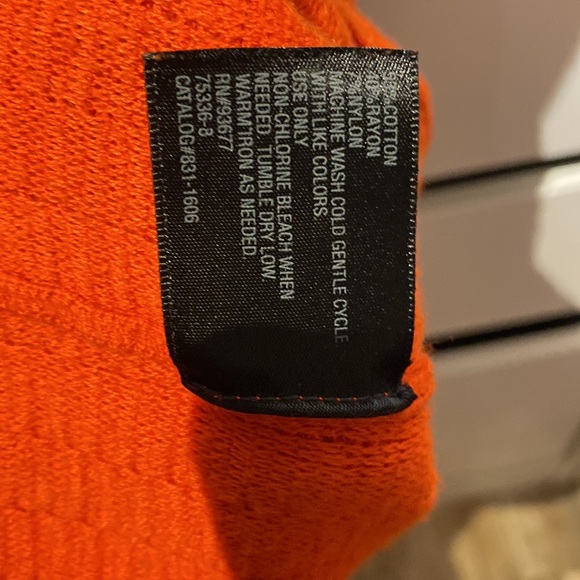 COTTON
RAYON
NYLON
MACHINE WASH COLD GENTLE CYCLE
WITH LIKE COLORS
USE ONLY
NON-CHLORINE BLEACH WHEN
NEEDED. TUMBLE DRY LOW
WARM IRON AS NEEDED.
RN#93677
75336-8
CATALOG#831-1606